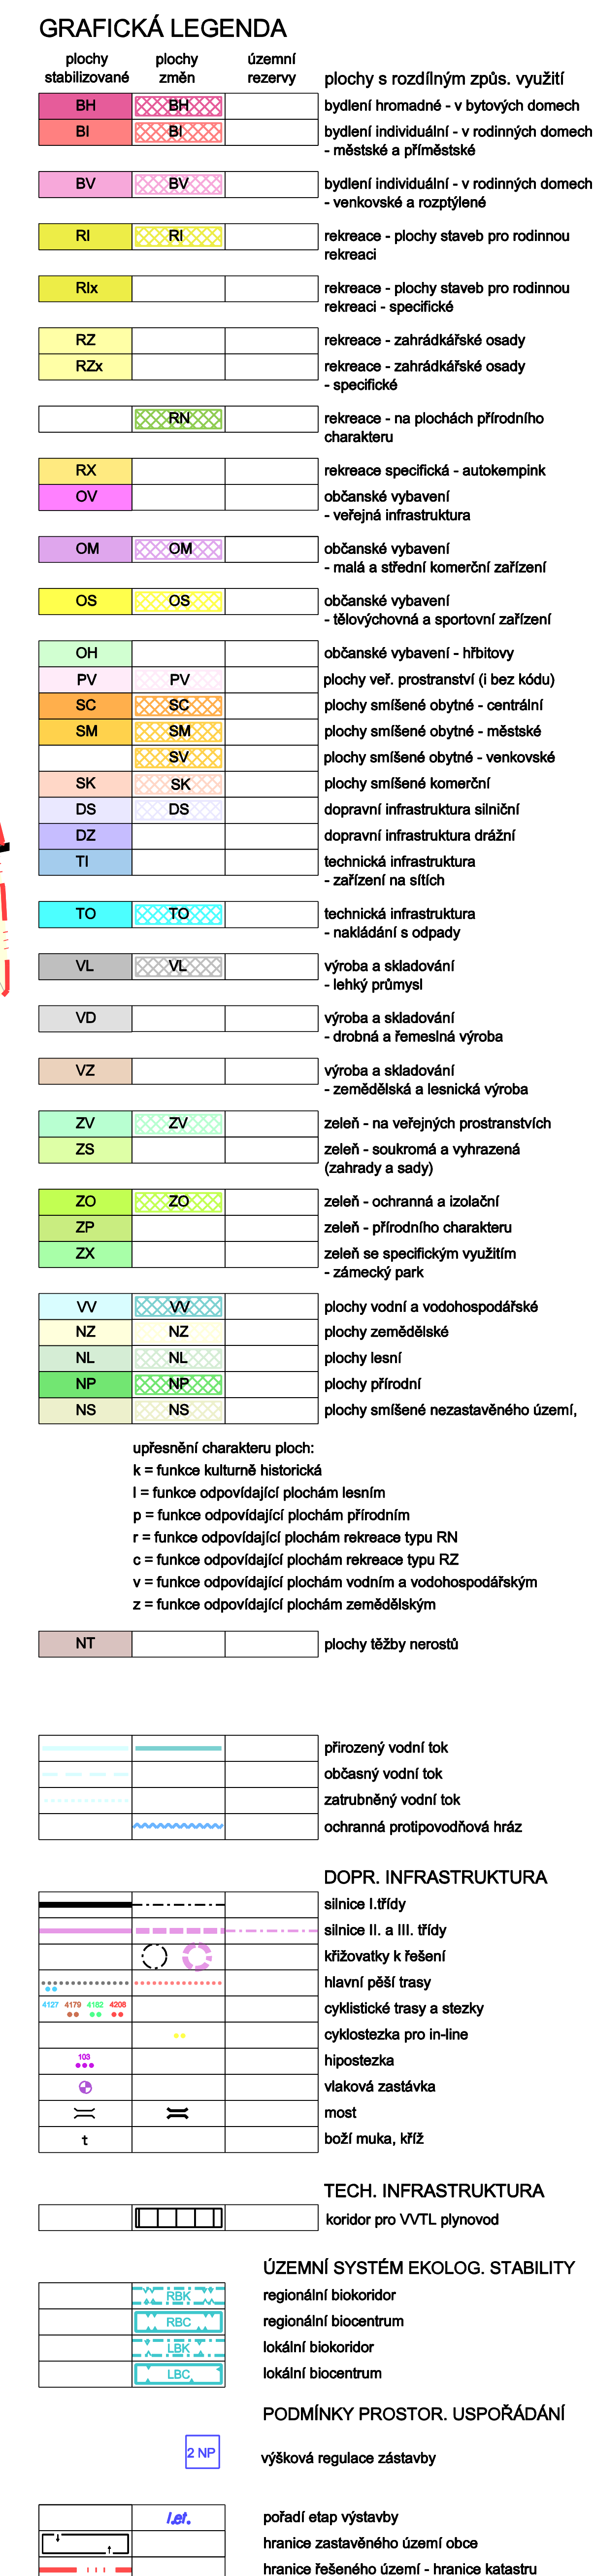 GRAFICKÁ LEGENDA
plochy stabilizované
plochy změn
územní rezervy
plochy s rozdílným způs. využití
BH BH bydlení hromadné - v bytových domech
BI BI bydlení individuální - v rodinných domech
- městské a příměstské
BV BV bydlení individuální - v rodinných domech
- venkovské a rozptýlené
RI RI rekreace - plochy staveb pro rodinnou
rekreaci
RIx rekreace - plochy staveb pro rodinnou
rekreaci - specifické
RZ rekreace - zahrádkářské osady
RZx rekreace - zahrádkářské osady
- specifické
RN rekreace - na plochách přírodního
charakteru
RX rekreace specifická - autokempink
OV občanské vybavení
- veřejná infrastruktura
OM OM občanské vybavení
- malá a střední komerční zařízení
OS OS občanské vybavení
- tělovýchovná a sportovní zařízení
OH občanské vybavení - hřbitovy
PV PV plochy veř. prostranství (i bez kódu)
SC SC plochy smíšené obytné - centrální
SM SM plochy smíšené obytné - městské
SV plochy smíšené obytné - venkovské
SK SK plochy smíšené komerční
DS DS dopravní infrastruktura silniční
DZ dopravní infrastruktura drážní
TI technická infrastruktura
- zařízení na sítích
TO TO technická infrastruktura
- nakládání s odpady
VL VL výroba a skladování
- lehký průmysl
VD výroba a skladování
- drobná a řemeslná výroba
VZ výroba a skladování
- zemědělská a lesnická výroba
ZV ZV zeleň - na veřejných prostranstvích
ZS zeleň - soukromá a vyhrazená
(zahrady a sady)
ZO ZO zeleň - ochranná a izolační
ZP zeleň - přírodního charakteru
ZX zeleň se specifickým využitím
- zámecký park
VV VV plochy vodní a vodohospodářské
NZ NZ plochy zemědělské
NL NL plochy lesní
NP NP plochy přírodní
NS NS plochy smíšené nezastavěného území,
upřesnění charakteru ploch:
k = funkce kulturně historická
l = funkce odpovídající plochám lesním
p = funkce odpovídající plochám přírodním
r = funkce odpovídající plochám rekreace typu RN
c = funkce odpovídající plochám rekreace typu RZ
v = funkce odpovídající plochám vodním a vodohospodářským
z = funkce odpovídající plochám zemědělským
NT plochy těžby nerostů
přirozený vodní tok
občasný vodní tok
zatrubněný vodní tok
ochranná protipovodňová hráz
DOPR. INFRASTRUKTURA
silnice I.třídy
silnice II. a III. třídy
křižovatky k řešení
hlavní pěší trasy
4127 4179 4182 4208 cyklistické trasy a stezky
cyklostezka pro in-line
103 hipostezka
vlaková zastávka
most
t boží muka, kříž
TECH. INFRASTRUKTURA
koridor pro VVTL plynovod
ÚZEMNÍ SYSTÉM EKOLOG. STABILITY
RBK regionální biokoridor
RBC regionální biocentrum
LBK lokální biokoridor
LBC lokální biocentrum
PODMÍNKY PROSTOR. USPOŘÁDÁNÍ
2 NP výšková regulace zástavby
I.et. pořadí etap výstavby
hranice zastavěného území obce
hranice řešeného území - hranice katastru